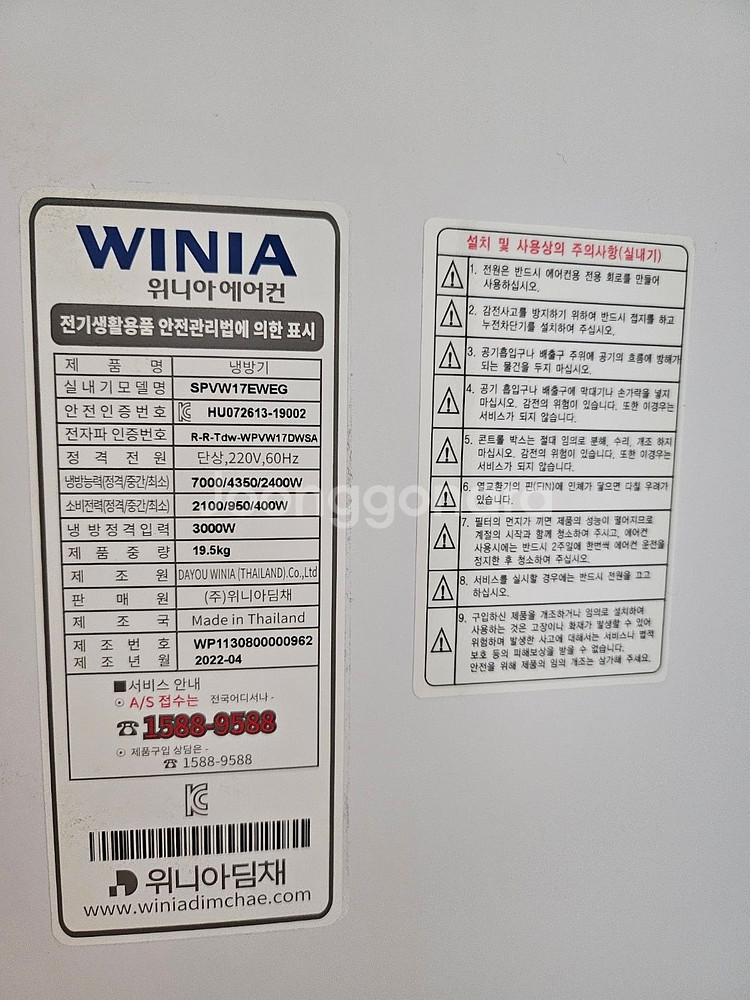 WINIA
위니아에어컨
전기생활용품 안전관리법에 의한 표시
제 품 명 냉방기
실내기모델명 SPVW17EWEG
안전인증번호 HU072613-19002
전자파 인증번호 R-R-Tdw-WPVW17DWSA
정 격 전 원 단상,220V,60Hz
냉방능력(정격/중간/최소) 7000/4350/2400W
소비전력(정격/중간/최소) 2100/950/400W
냉 방 정 격 입 력 3000W
제 품 중 량 19.5kg
제 조 원 DAYOU WINIA (THAILAND).Co.,Ltd
판 매 원 (주)위니아딤채
제 조 국 Made in Thailand
제 조 번 호 WP1130800000962
제 조 년 월 2022-04
■서비스 안내
⊙ A/S 접수는 전국어디서나 -
☎ 1588-9588
⊙ 제품구입 상담은 -
☎ 1588-9588
위니아딤채
www.winiadimchae.com
설치 및 사용상의 주의사항(실내기)
1. 전원은 반드시 에어컨용 전용 회로를 만들어
사용하십시오.
2. 감전사고를 방지하기 위하여 반드시 접지를 하고
누전차단기를 설치하여 주십시오.
3. 공기흡입구나 배출구 주위에 공기의 흐름에 방해가
되는 물건을 두지 마십시오.
4. 공기 흡입구나 배출구에 막대기나 손가락을 넣지
마십시오. 감전의 위험이 있습니다. 또한 이경우는
서비스가 되지 않습니다.
5. 콘트롤 박스는 절대 임의로 분해, 수리, 개조 하지
마십시오. 감전의 위험이 있습니다. 또한 이경우는
서비스가 되지 않습니다.
6. 열교환기의 핀(FIN)에 인체가 닿으면 다칠 우려가
있습니다.
7. 필터의 먼지가 끼면 제품의 성능이 떨어지므로
계절의 시작과 함께 청소하여 주시고, 에어컨
사용시에는 반드시 2주일에 한번씩 에어컨 운전을
정지한 후 청소하여 주십시오.
8. 서비스를 실시할 경우에는 반드시 전원을 끄고
하십시오.
9. 구입하신 제품을 개조하거나 임의로 설치하여
사용하는 것은 고장이나 화재가 발생할 수 있어
위험하며 발생한 사고에 대해서는 서비스나 법적
보호 등의 피해보상을 받을 수 없습니다.
안전을 위해 제품의 임의 개조는 삼가해 주세요.
joonggonara